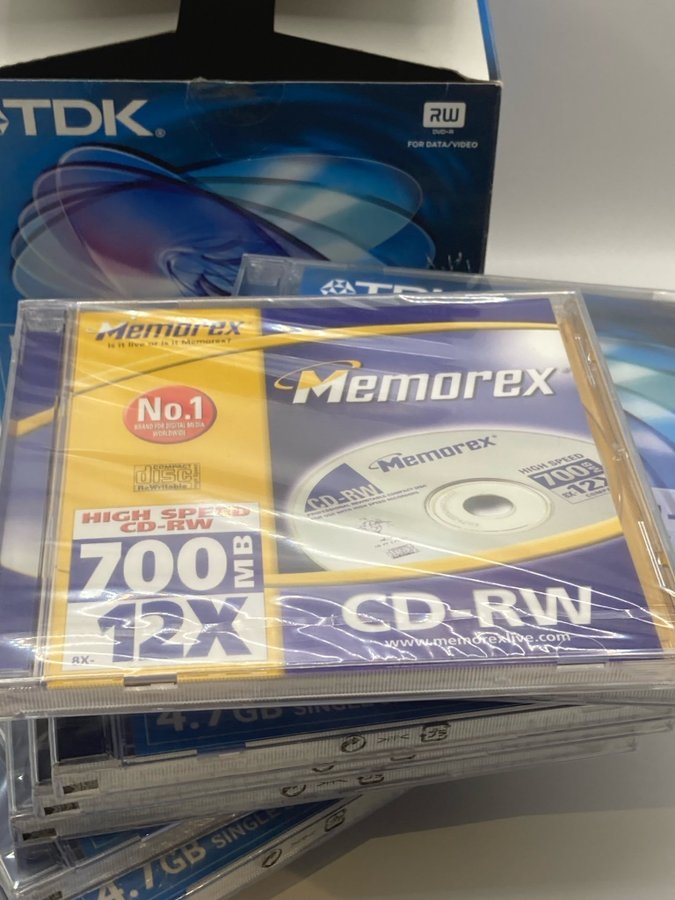 TDK®
RW
DVD-R
FOR DATA/VIDEO
TDK
Memorex
is it live or is it Memorex?
No.1
BRAND FOR DIGITAL MEDIA
WORLDWIDE
COMPACT
disc
ReWritable
HIGH SPEED
CD-RW
700 MB
8X-12X
Memorex
Memorex
CD-RW
HIGH SPEED
700
8X 12X
CD-RW
www.memorexlive.com
4.7GB SINGLE
4.7GB SINGLE